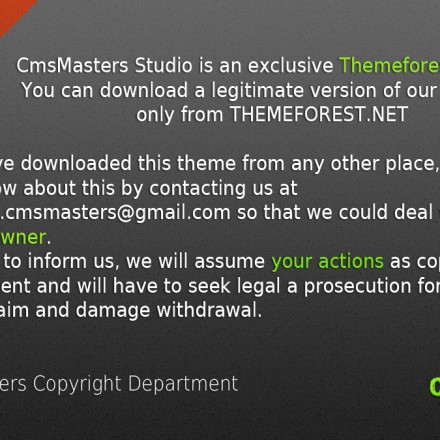 CmsMasters Studio is an exclusive Themefore
You can download a legitimate version of our
only from THEMEFOREST.NET
ve downloaded this theme from any other place,
ow about this by contacting us at
.cmsmasters@gmail.com so that we could deal
wner.
to inform us, we will assume your actions as cop
ent and will have to seek legal a prosecution for
aim and damage withdrawal.
ers Copyright Department